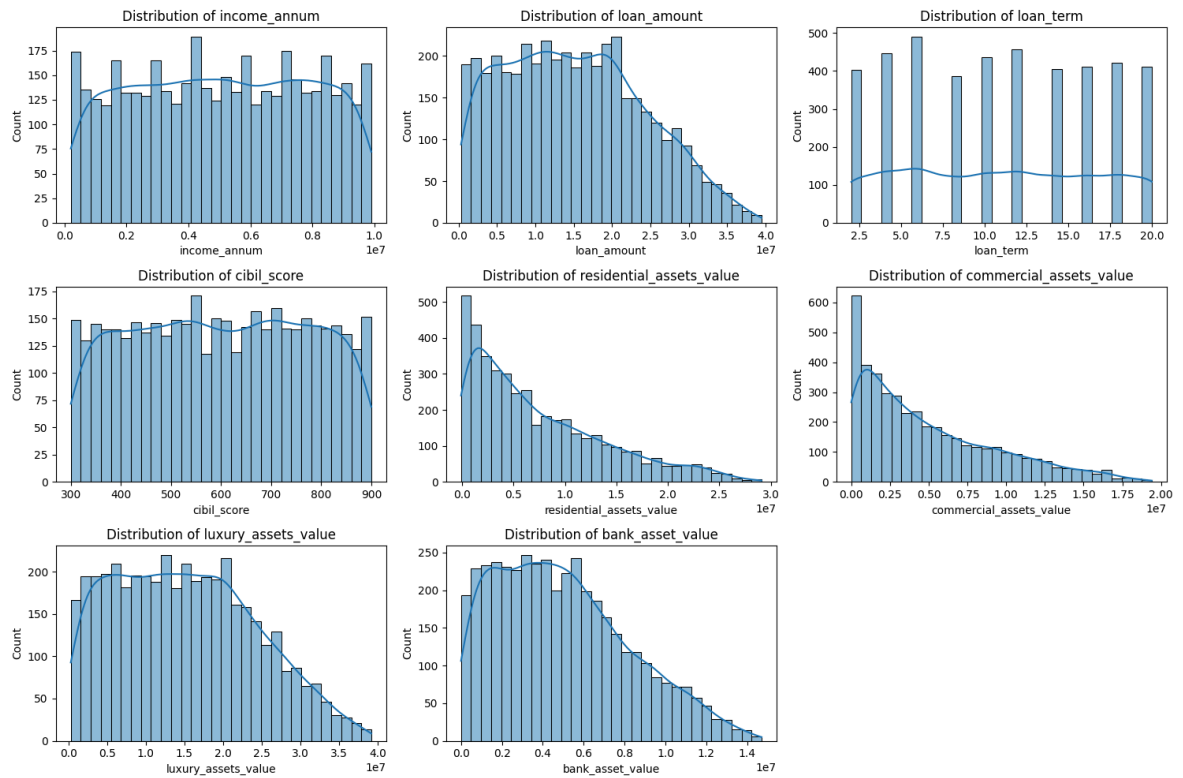 Distribution of income_annum
175
150
125
100
75
50
25
0
Count
0.0 0.2 0.4 0.6 0.8 1.0
1e7
income_annum
Distribution of loan_amount
200
150
100
50
0
Count
0.0 0.5 1.0 1.5 2.0 2.5 3.0 3.5 4.0
1e7
loan_amount
Distribution of loan_term
500
400
300
200
100
0
Count
2.5 5.0 7.5 10.0 12.5 15.0 17.5 20.0
loan_term
Distribution of cibil_score
175
150
125
100
75
50
25
0
Count
300 400 500 600 700 800 900
cibil_score
Distribution of residential_assets_value
500
400
300
200
100
0
Count
0.0 0.5 1.0 1.5 2.0 2.5 3.0
1e7
residential_assets_value
Distribution of commercial_assets_value
600
500
400
300
200
100
0
Count
0.00 0.25 0.50 0.75 1.00 1.25 1.50 1.75 2.00
1e7
commercial_assets_value
Distribution of luxury_assets_value
200
150
100
50
0
Count
0.0 0.5 1.0 1.5 2.0 2.5 3.0 3.5 4.0
1e7
luxury_assets_value
Distribution of bank_asset_value
250
200
150
100
50
0
Count
0.0 0.2 0.4 0.6 0.8 1.0 1.2 1.4
1e7
bank_asset_value